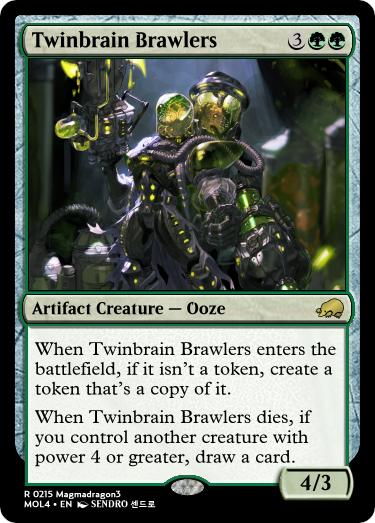 Twinbrain Brawlers 3
Artifact Creature — Ooze
When Twinbrain Brawlers enters the
battlefield, if it isn't a token, create a
token that's a copy of it.
When Twinbrain Brawlers dies, if
you control another creature with
power 4 or greater, draw a card.
4/3
R 0215 Magmadragon3
MOL4 • EN SENDRO 센드로